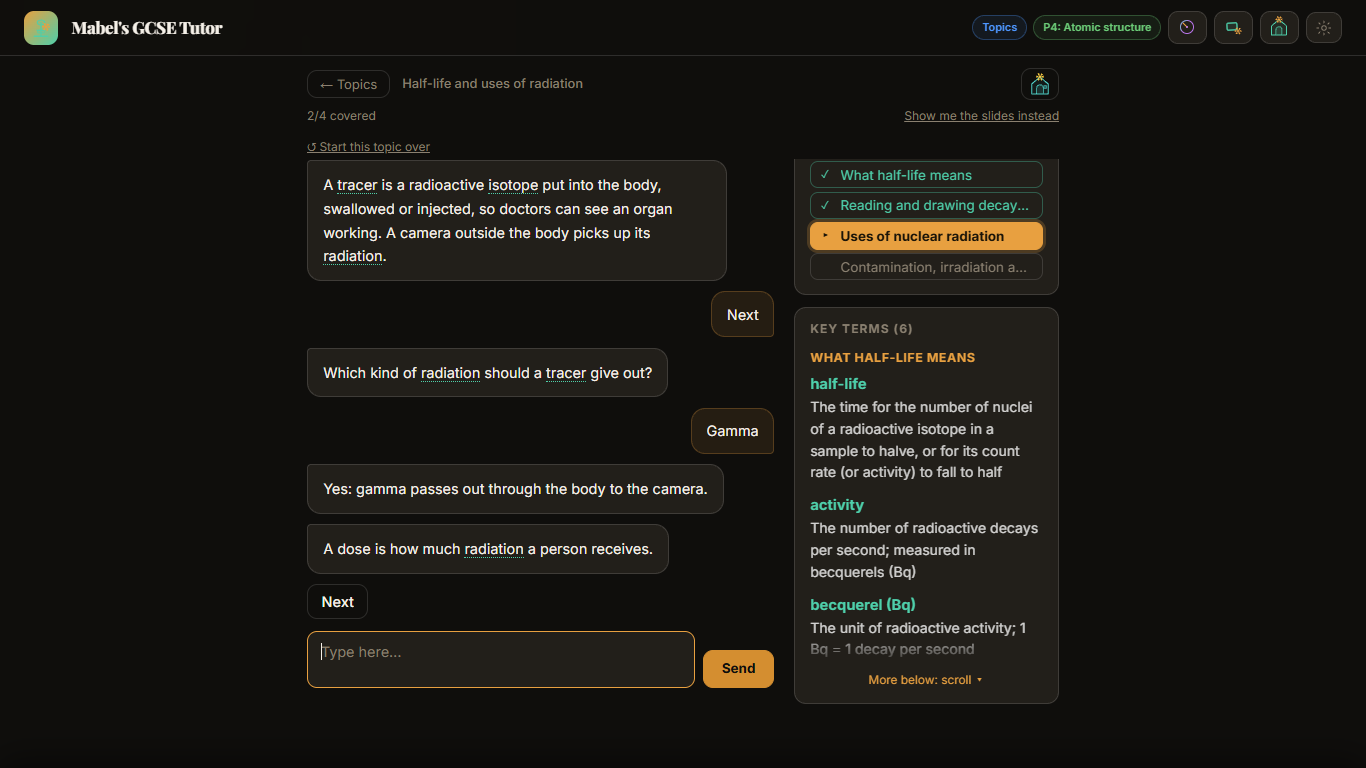 Mabel's GCSE Tutor
Topics
P4: Atomic structure
← Topics
Half-life and uses of radiation
2/4 covered
Show me the slides instead
↺ Start this topic over
A tracer is a radioactive isotope put into the body,
swallowed or injected, so doctors can see an organ
working. A camera outside the body picks up its
radiation.
Next
Which kind of radiation should a tracer give out?
Gamma
Yes: gamma passes out through the body to the camera.
A dose is how much radiation a person receives.
Next
Type here...
Send
✓ What half-life means
✓ Reading and drawing decay...
‣ Uses of nuclear radiation
Contamination, irradiation a...
KEY TERMS (6)
WHAT HALF-LIFE MEANS
half-life
The time for the number of nuclei
of a radioactive isotope in a
sample to halve, or for its count
rate (or activity) to fall to half
activity
The number of radioactive decays
per second; measured in
becquerels (Bq)
becquerel (Bq)
The unit of radioactive activity; 1
Bq = 1 decay per second
More below: scroll ▾